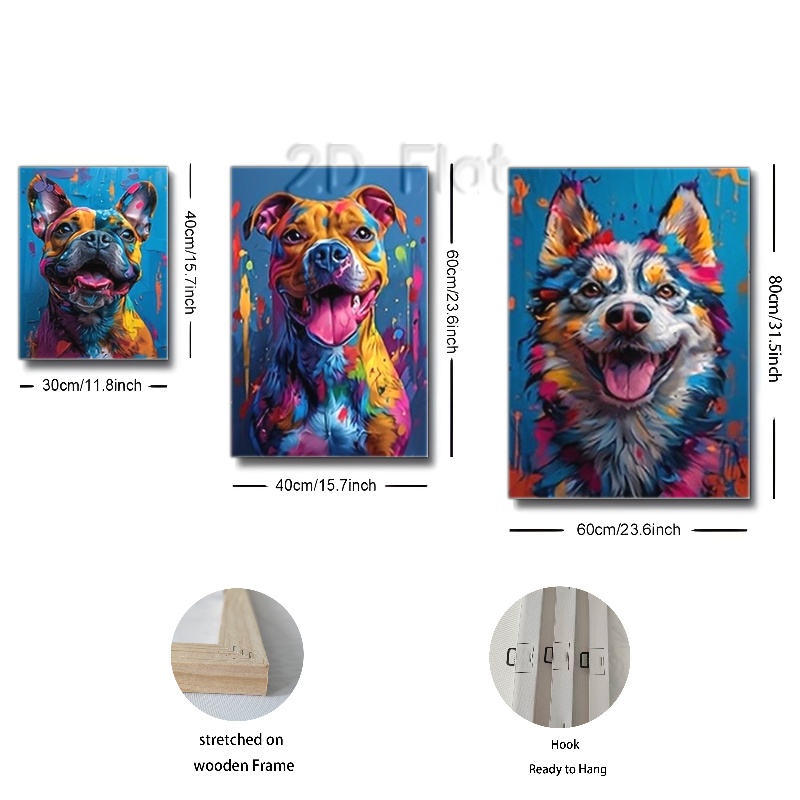 2D Flat
40cm/15.7inch
30cm/11.8inch
60cm/23.6inch
40cm/15.7inch
80cm/31.5inch
60cm/23.6inch
stretched on
wooden Frame
Hook
Ready to Hang